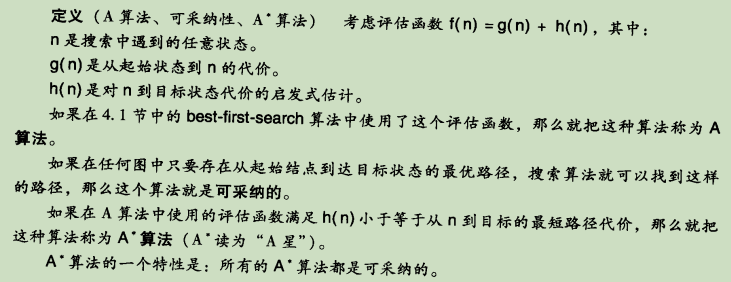 定义（A 算法、可采纳性、A*算法） 考虑评估函数 f(n) = g(n) + h(n)，其中：
n 是搜索中遇到的任意状态。
g(n)是从起始状态到 n 的代价。
h(n)是对 n 到目标状态代价的启发式估计。
如果在 4.1 节中的 best-first-search 算法中使用了这个评估函数，那么就把这种算法称为 A
算法。
如果在任何图中只要存在从起始结点到达目标状态的最优路径，搜索算法就可以找到这样
的路径，那么这个算法就是可采纳的。
如果在 A 算法中使用的评估函数满足 h(n)小于等于从 n 到目标的最短路径代价，那么就把
这种算法称为 A*算法（A*读为“A 星”）。
A*算法的一个特性是：所有的 A*算法都是可采纳的。